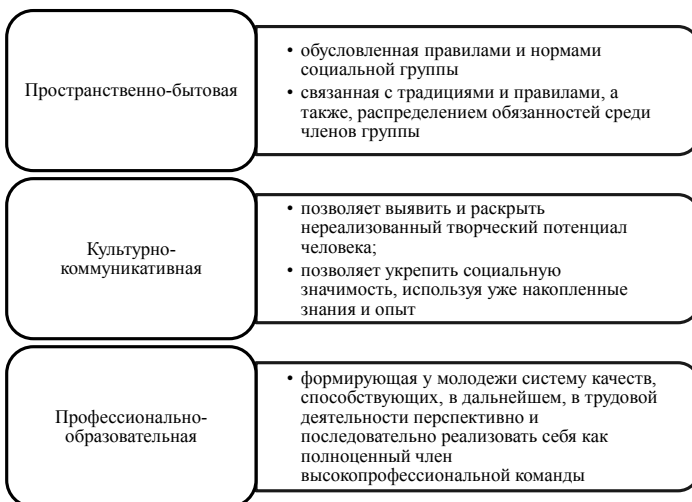 Пространственно-бытовая
• обусловленная правилами и нормами
социальной группы
• связанная с традициями и правилами, а
также, распределением обязанностей среди
членов группы
Культурно-
коммуникативная
• позволяет выявить и раскрыть
нереализованный творческий потенциал
человека;
• позволяет укрепить социальную
значимость, используя уже накопленные
знания и опыт
Профессионально-
образовательная
• формирующая у молодежи систему качеств,
способствующих, в дальнейшем, в трудовой
деятельности перспективно и
последовательно реализовать себя как
полноценный член
высокопрофессиональной команды